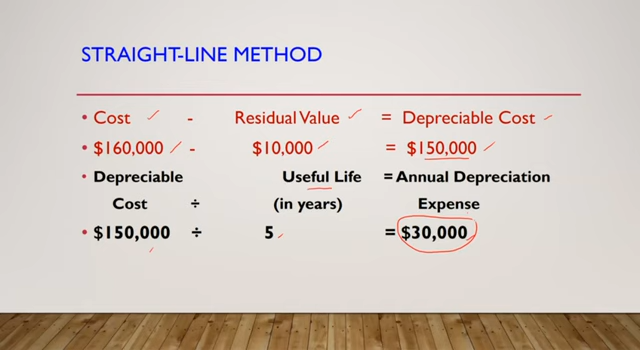 STRAIGHT-LINE METHOD
• Cost - Residual Value = Depreciable Cost
• $160,000 - $10,000 = $150,000
• Depreciable Useful Life = Annual Depreciation
Cost ÷ (in years) Expense
• $150,000 ÷ 5 = $30,000